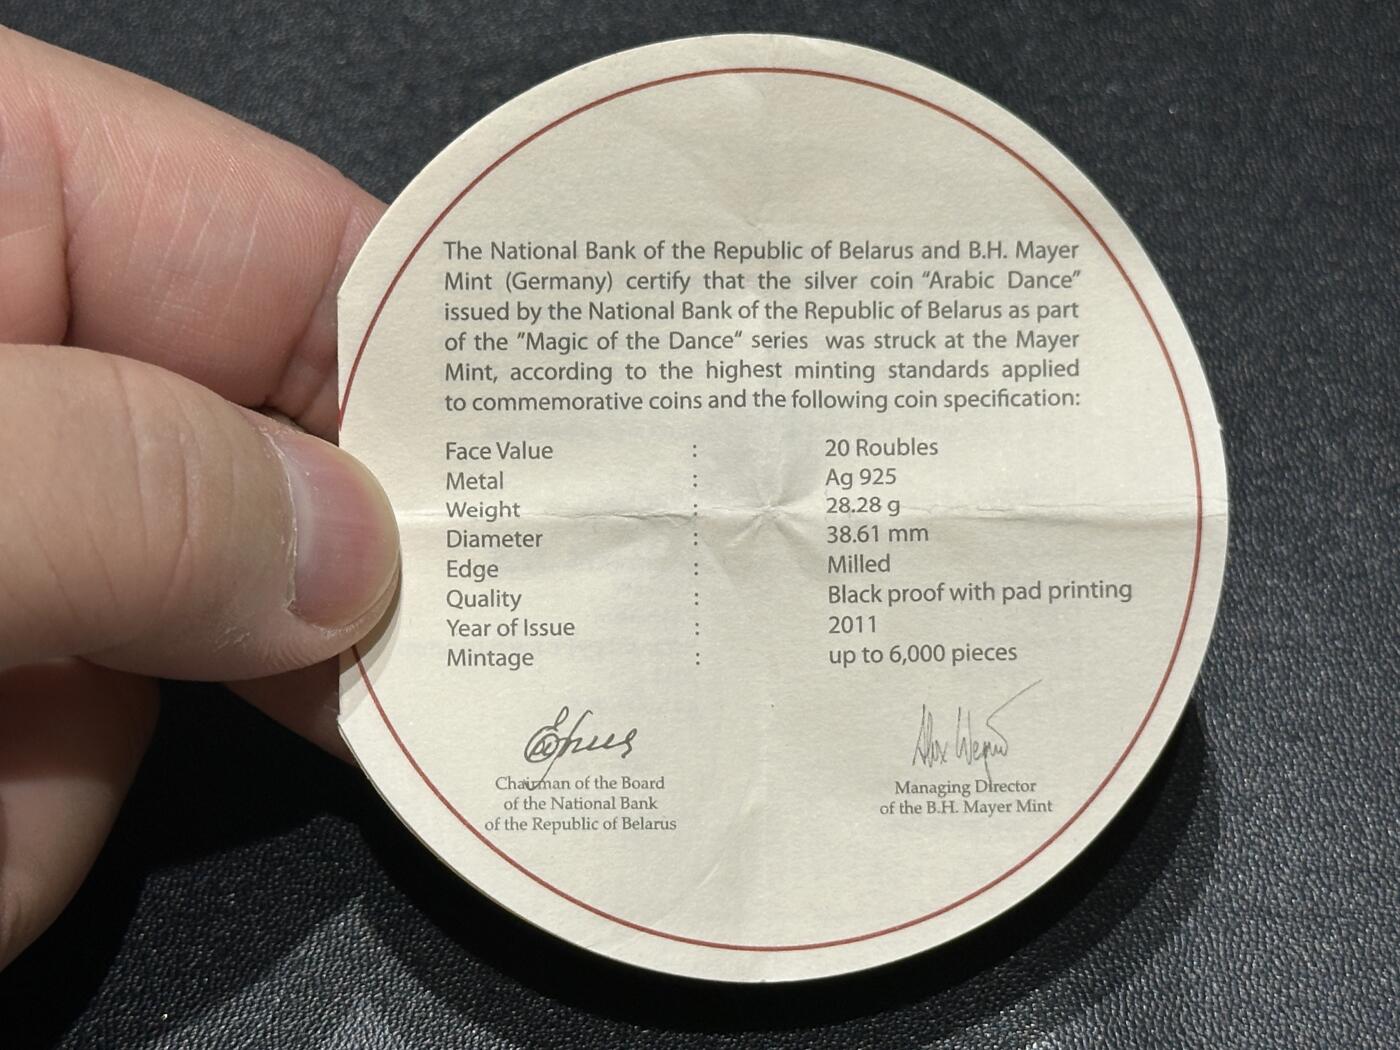 The National Bank of the Republic of Belarus and B.H. Mayer
Mint (Germany) certify that the silver coin “Arabic Dance”
issued by the National Bank of the Republic of Belarus as part
of the ”Magic of the Dance“ series was struck at the Mayer
Mint, according to the highest minting standards applied
to commemorative coins and the following coin specification:
Face Value : 20 Roubles
Metal : Ag 925
Weight : 28.28 g
Diameter : 38.61 mm
Edge : Milled
Quality : Black proof with pad printing
Year of Issue : 2011
Mintage : up to 6,000 pieces
Chairman of the Board
of the National Bank
of the Republic of Belarus
Managing Director
of the B.H. Mayer Mint